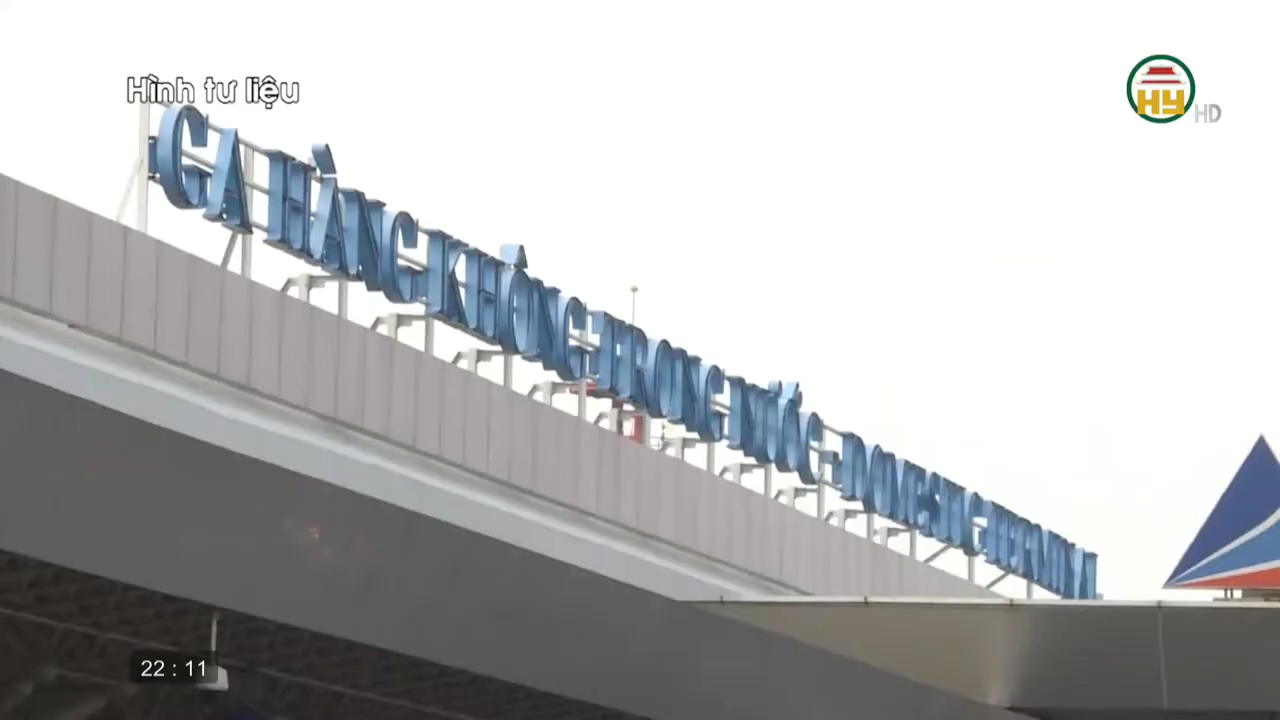 Hình tư liệu
HY HD
GA HÀNG KHÔNG TRONG NƯỚC - DOMESTIC TERMINAL
22 : 11